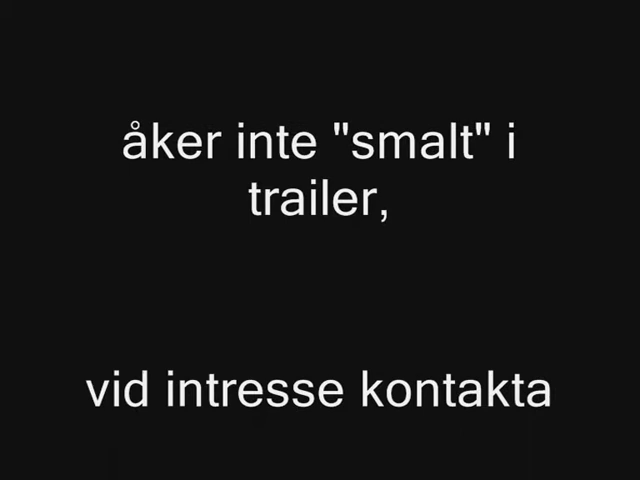 åker inte "smalt" i
trailer,
vid intresse kontakta